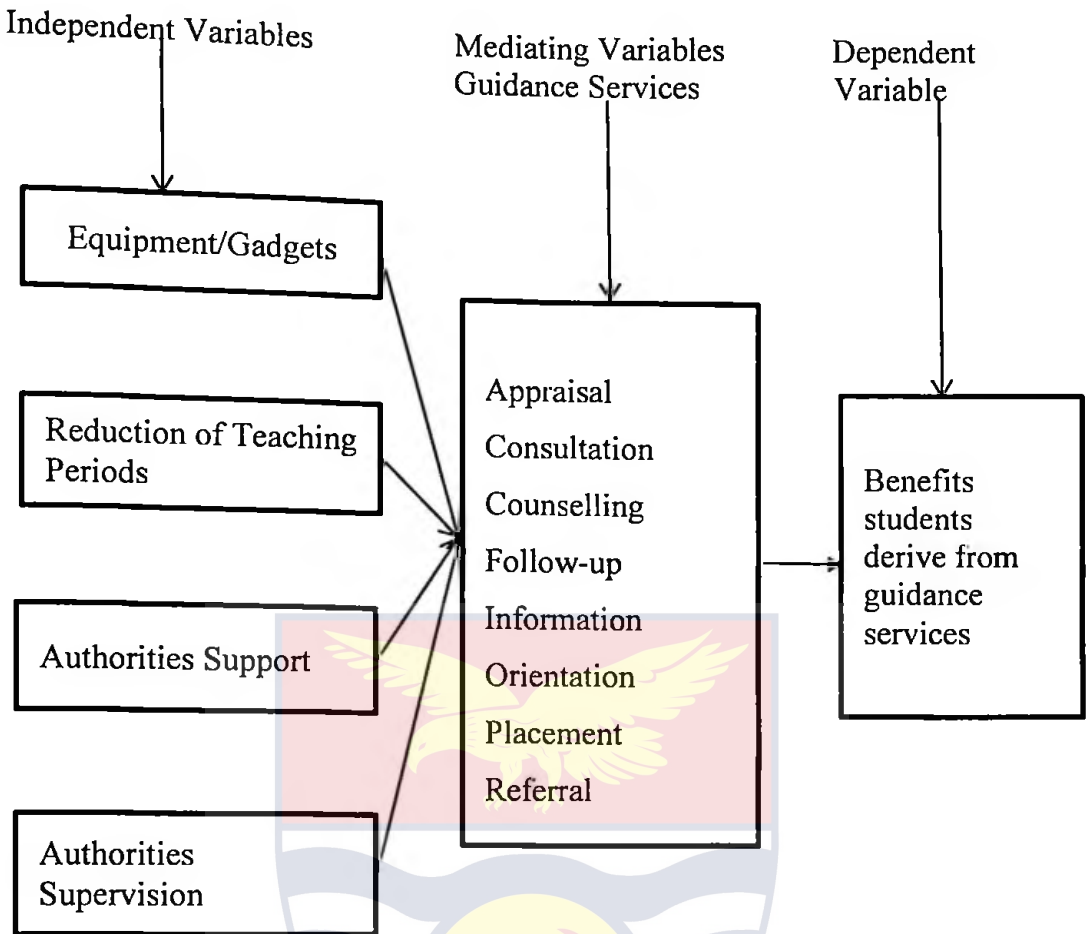 Independent Variables
Mediating Variables
Guidance Services
Dependent
Variable
Equipment/Gadgets
Reduction of Teaching
Periods
Authorities Support
Authorities
Supervision
Appraisal
Consultation
Counselling
Follow-up
Information
Orientation
Placement
Referral
Benefits
students
derive from
guidance
services